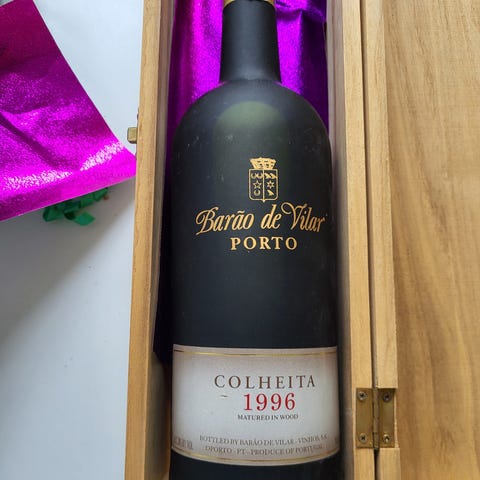 Barão de Vilar
PORTO
COLHEITA
1996
MATURED IN WOOD
BOTTLED BY BARÃO DE VILAR - VINHOS, S.A.
OPORTO - PT - PRODUCE OF PORTUGAL